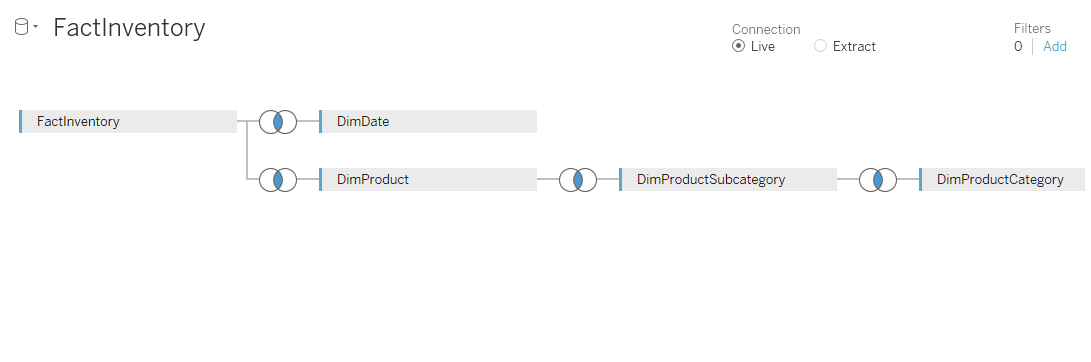 FactInventory
Connection
Live
Extract
Filters
0 Add
FactInventory
DimDate
DimProduct
DimProductSubcategory
DimProductCategory